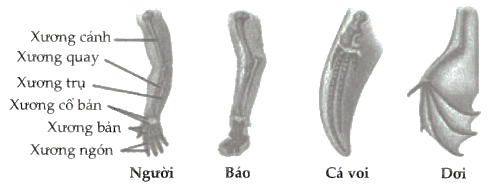 Xương cánh
Xương quay
Xương trụ
Xương cổ bàn
Xương bàn
Xương ngón
Người Báo Cá voi Dơi